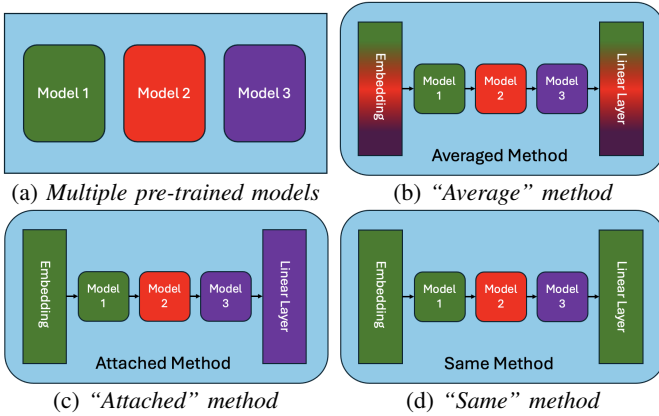 Model 1
Model 2
Model 3
(a) Multiple pre-trained models
Embedding
Model 1
Model 2
Model 3
Linear Layer
Averaged Method
(b) “Average” method
Embedding
Model 1
Model 2
Model 3
Linear Layer
Attached Method
(c) “Attached” method
Embedding
Model 1
Model 2
Model 3
Linear Layer
Same Method
(d) “Same” method